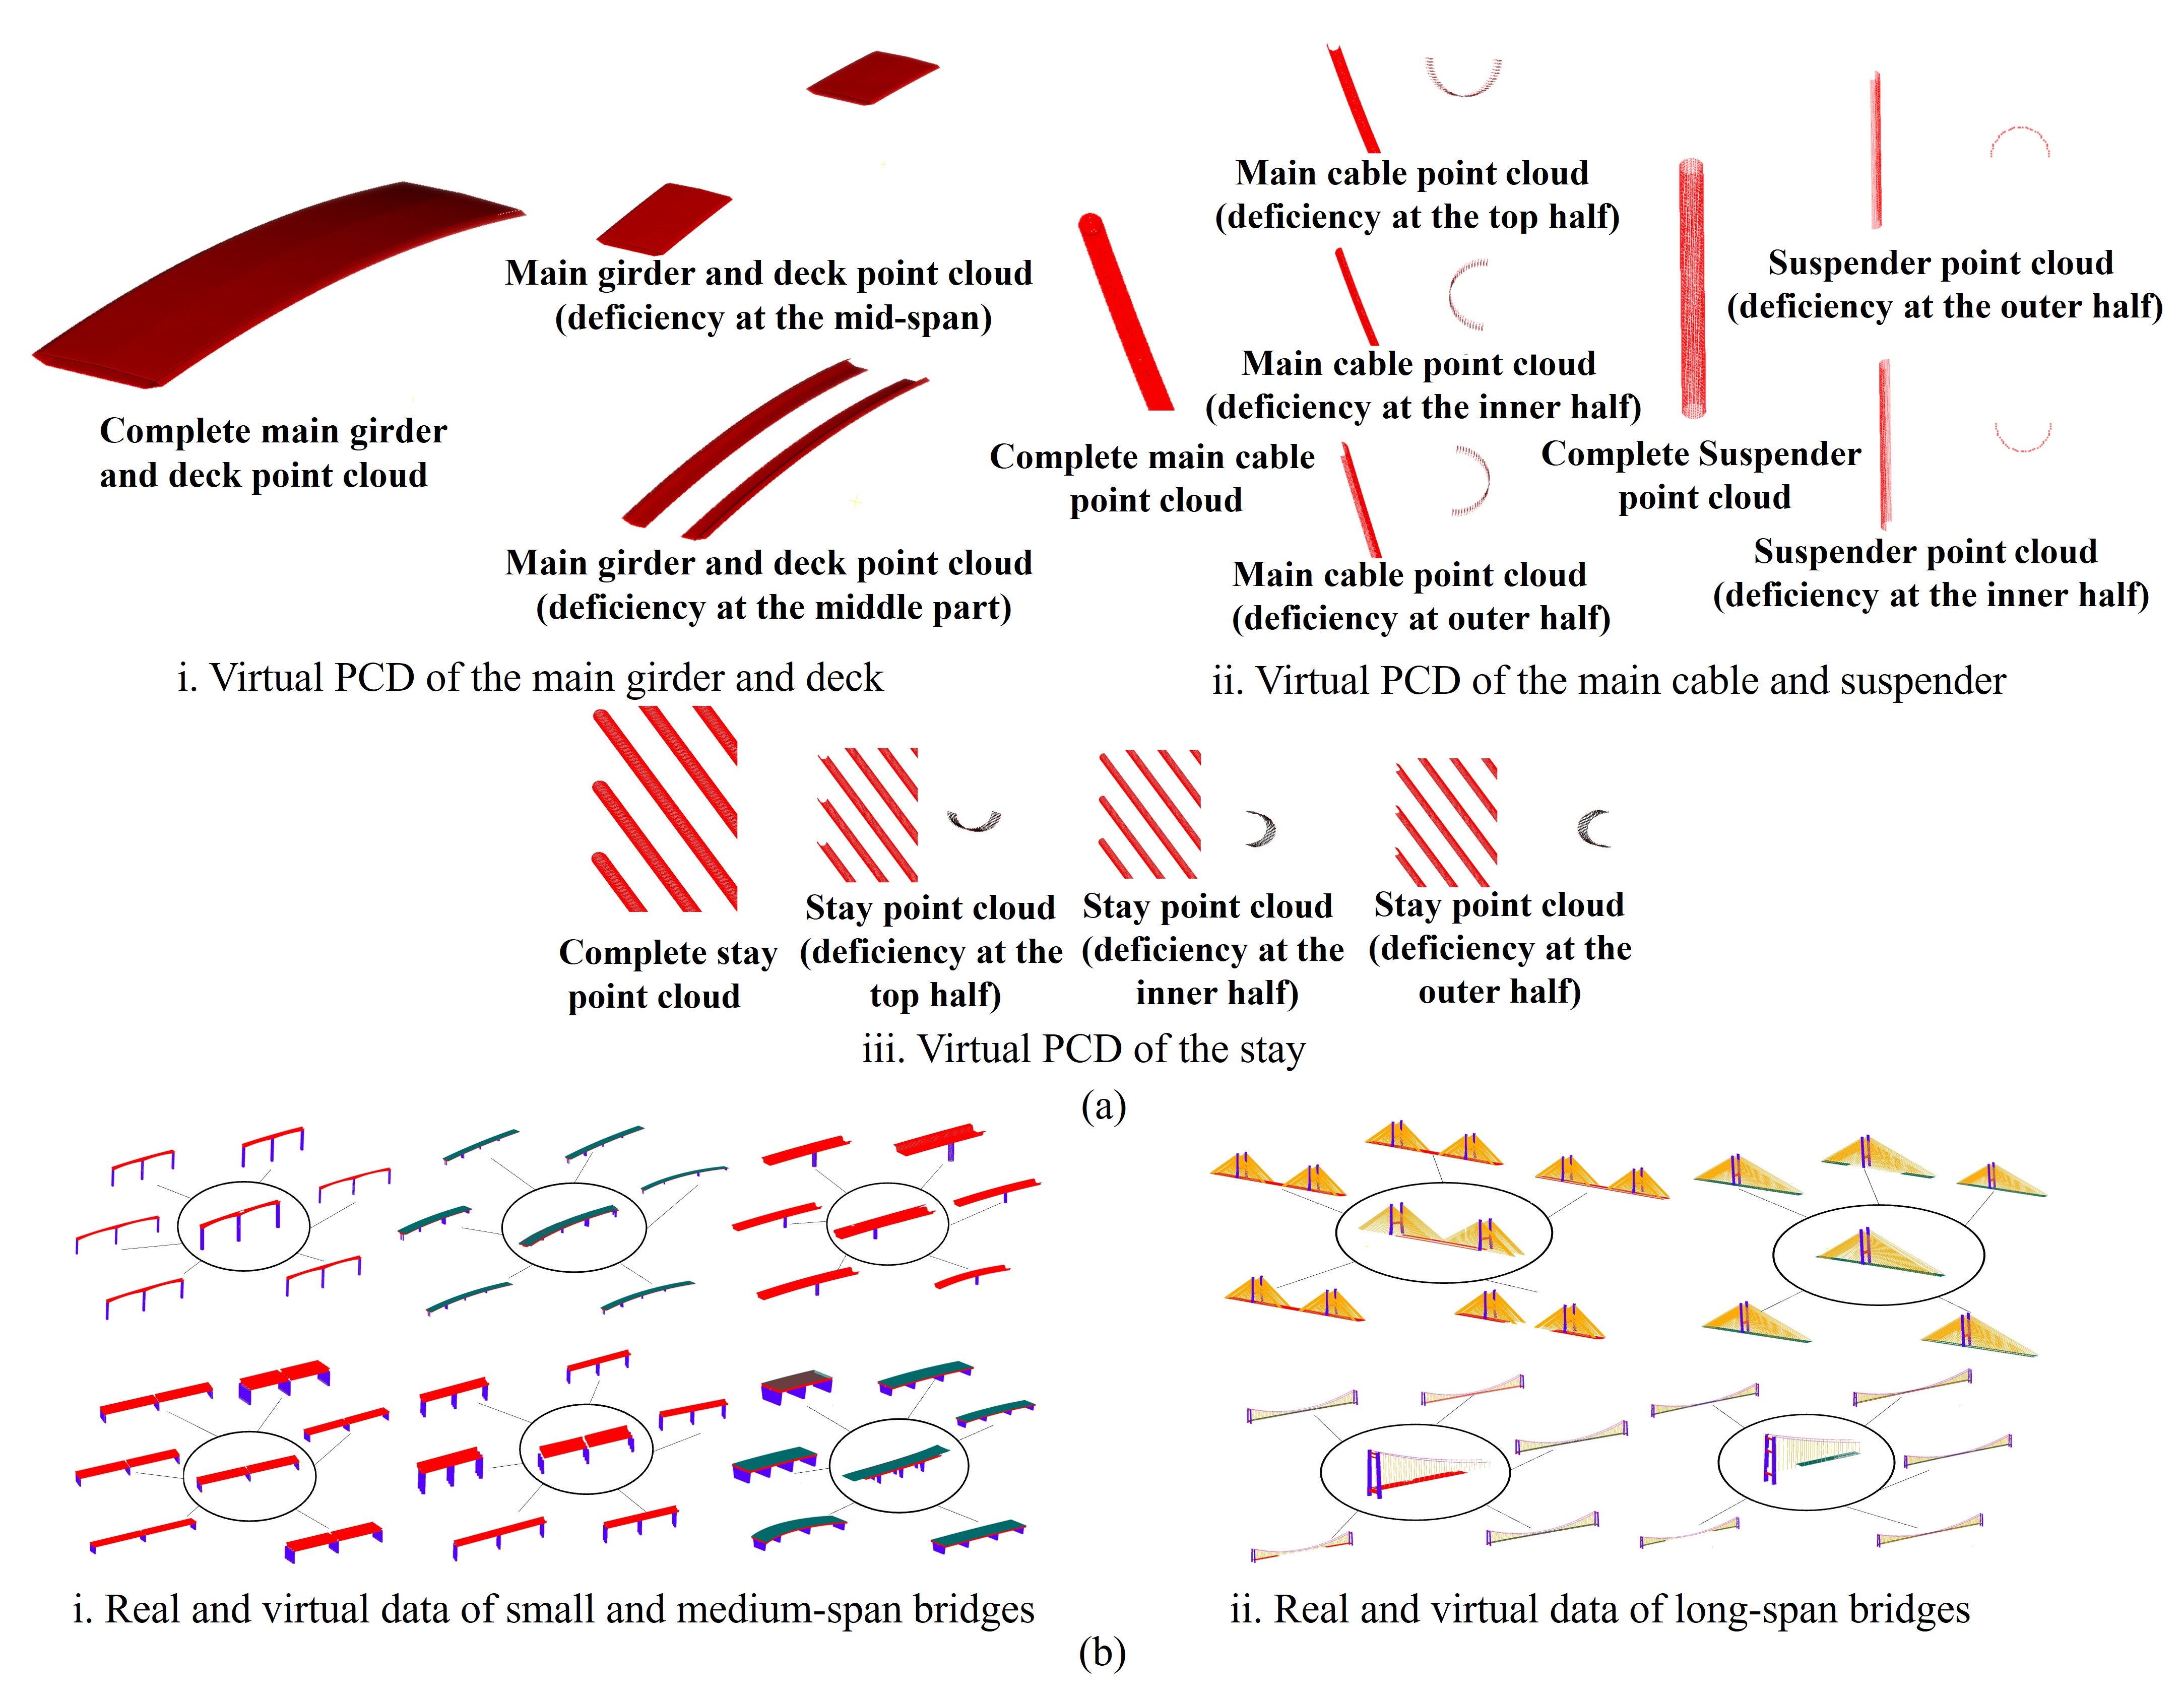 Main girder and deck point cloud
(deficiency at the mid-span)
Complete main girder
and deck point cloud
Main girder and deck point cloud
(deficiency at the middle part)
i. Virtual PCD of the main girder and deck
Main cable point cloud
(deficiency at the top half)
Main cable point cloud
(deficiency at the inner half)
Complete main cable
point cloud
Main cable point cloud
(deficiency at outer half)
Suspender point cloud
(deficiency at the outer half)
Complete Suspender
point cloud
Suspender point cloud
(deficiency at the inner half)
ii. Virtual PCD of the main cable and suspender
Complete stay
point cloud
Stay point cloud
(deficiency at the
top half)
Stay point cloud
(deficiency at the
inner half)
Stay point cloud
(deficiency at the
outer half)
iii. Virtual PCD of the stay
(a)
i. Real and virtual data of small and medium-span bridges
ii. Real and virtual data of long-span bridges
(b)